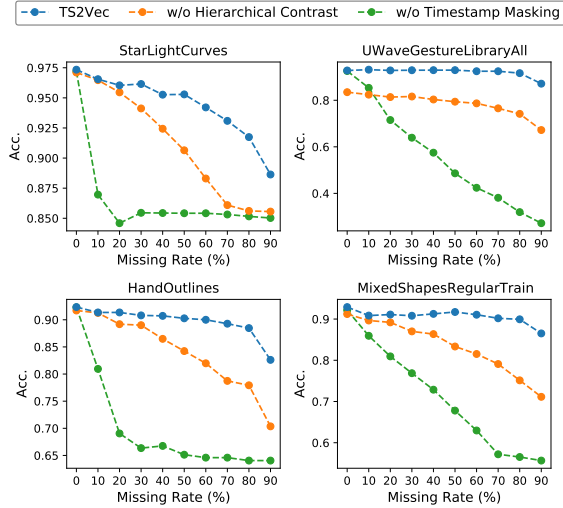 TS2Vec w/o Hierarchical Contrast w/o Timestamp Masking
StarLightCurves
Acc.
0.975
0.950
0.925
0.900
0.875
0.850
0 10 20 30 40 50 60 70 80 90
Missing Rate (%)
UWaveGestureLibraryAll
Acc.
0.8
0.6
0.4
0 10 20 30 40 50 60 70 80 90
Missing Rate (%)
HandOutlines
Acc.
0.90
0.85
0.80
0.75
0.70
0.65
0 10 20 30 40 50 60 70 80 90
Missing Rate (%)
MixedShapesRegularTrain
Acc.
0.9
0.8
0.7
0.6
0 10 20 30 40 50 60 70 80 90
Missing Rate (%)